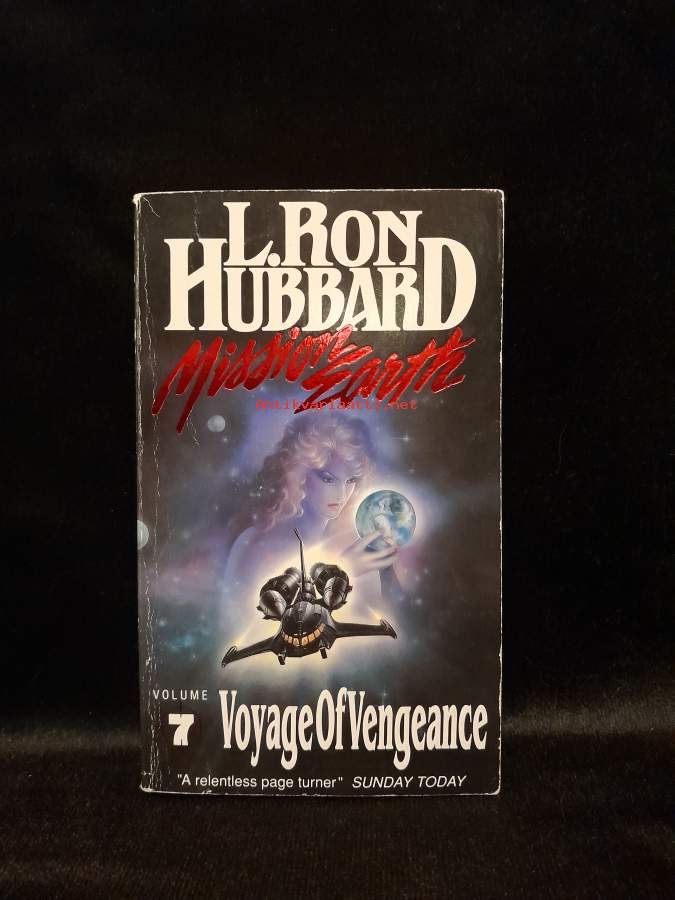 L. RON
HUBBARD
Mission Earth
Antikvariaatti.net
VOLUME
7
Voyage Of Vengeance
"A relentless page turner" SUNDAY TODAY